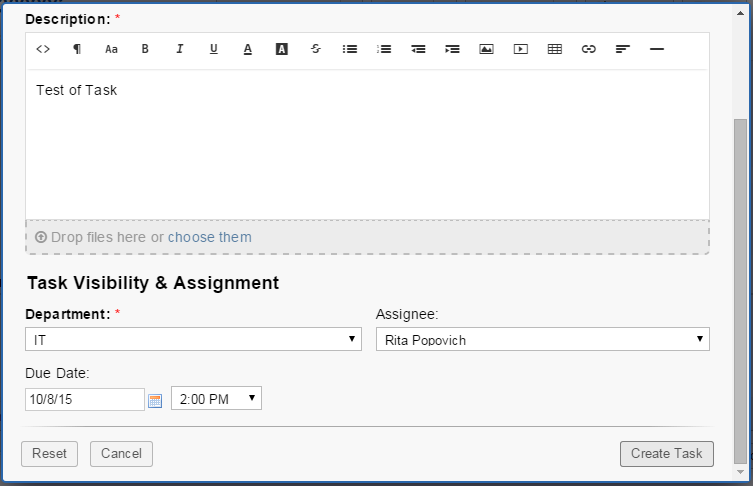 Description: *
<> ¶ Aa B I U A A S
Test of Task
Drop files here or choose them
Task Visibility & Assignment
Department: * Assignee:
IT Rita Popovich
Due Date:
10/8/15 2:00 PM
Reset Cancel Create Task